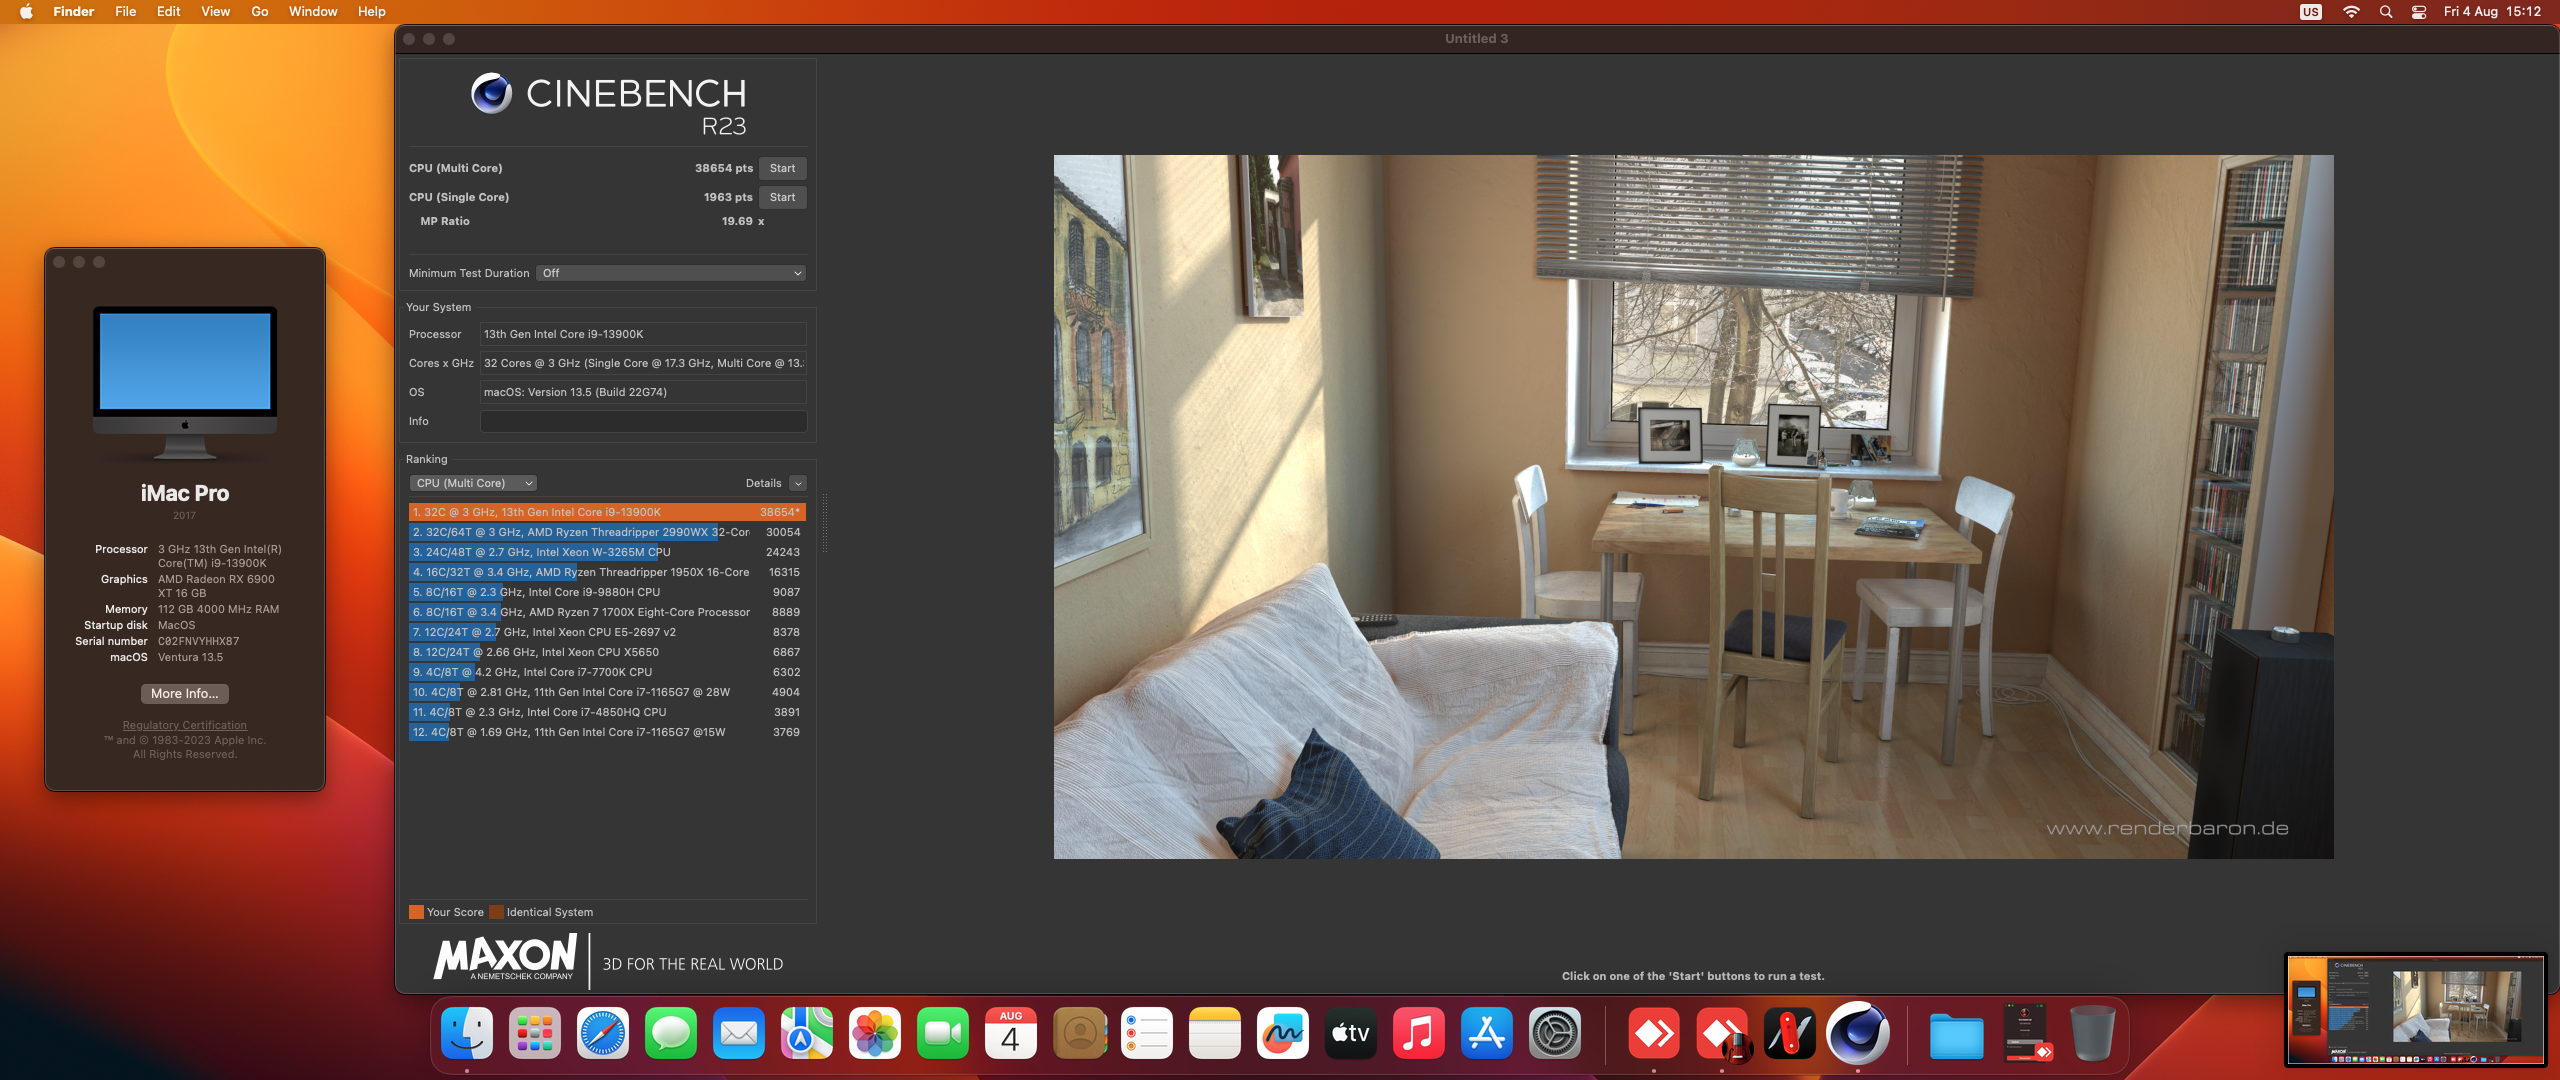 Finder File Edit View Go Window Help
US Fri 4 Aug 15:12
Untitled 3
CINEBENCH
R23
CPU (Multi Core) 38654 pts Start
CPU (Single Core) 1963 pts Start
MP Ratio 19.69 x
Minimum Test Duration Off
Your System
Processor 13th Gen Intel Core i9-13900K
Cores x GHz 32 Cores @ 3 GHz (Single Core @ 17.3 GHz, Multi Core @ 13.
OS macOS: Version 13.5 (Build 22G74)
Info
Ranking
CPU (Multi Core) Details
1. 32C @ 3 GHz, 13th Gen Intel Core i9-13900K 38654*
2. 32C/64T @ 3 GHz, AMD Ryzen Threadripper 2990WX 32-Cor 30054
3. 24C/48T @ 2.7 GHz, Intel Xeon W-3265M CPU 24243
4. 16C/32T @ 3.4 GHz, AMD Ryzen Threadripper 1950X 16-Core 16315
5. 8C/16T @ 2.3 GHz, Intel Core i9-9880H CPU 9087
6. 8C/16T @ 3.4 GHz, AMD Ryzen 7 1700X Eight-Core Processor 8889
7. 12C/24T @ 2.7 GHz, Intel Xeon CPU E5-2697 v2 8378
8. 12C/24T @ 2.66 GHz, Intel Xeon CPU X5650 6867
9. 4C/8T @ 4.2 GHz, Intel Core i7-7700K CPU 6302
10. 4C/8T @ 2.81 GHz, 11th Gen Intel Core i7-1165G7 @ 28W 4904
11. 4C/8T @ 2.3 GHz, Intel Core i7-4850HQ CPU 3891
12. 4C/8T @ 1.69 GHz, 11th Gen Intel Core i7-1165G7 @15W 3769
Your Score Identical System
MAXON
A NEMETSCHEK COMPANY
3D FOR THE REAL WORLD
Click on one of the 'Start' buttons to run a test.
www.renderbaron.de
iMac Pro
2017
Processor 3 GHz 13th Gen Intel(R)
Core(TM) i9-13900K
Graphics AMD Radeon RX 6900
XT 16 GB
Memory 112 GB 4000 MHz RAM
Startup disk MacOS
Serial number C02FNVYHHX87
macOS Ventura 13.5
More Info...
Regulatory Certification
™ and © 1983-2023 Apple Inc.
All Rights Reserved.
AUG
4
tv